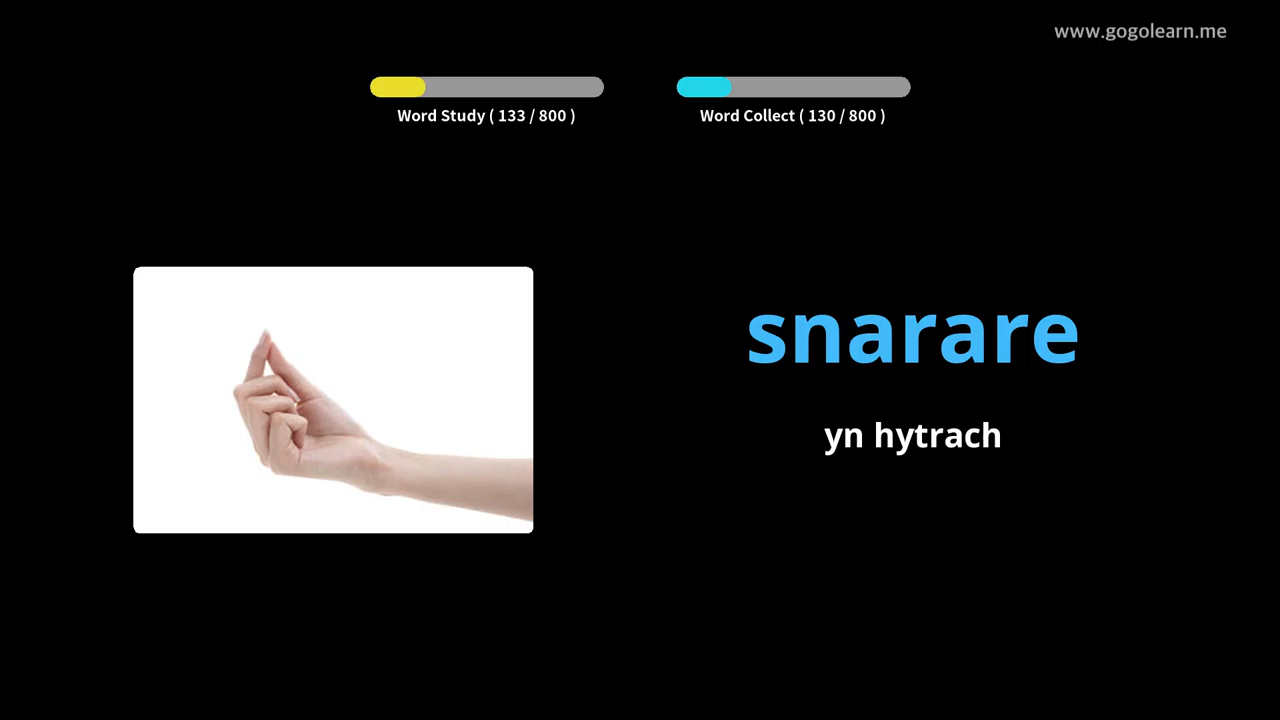 www.gogolearn.me
Word Study ( 133 / 800 )
Word Collect ( 130 / 800 )
snarare
yn hytrach